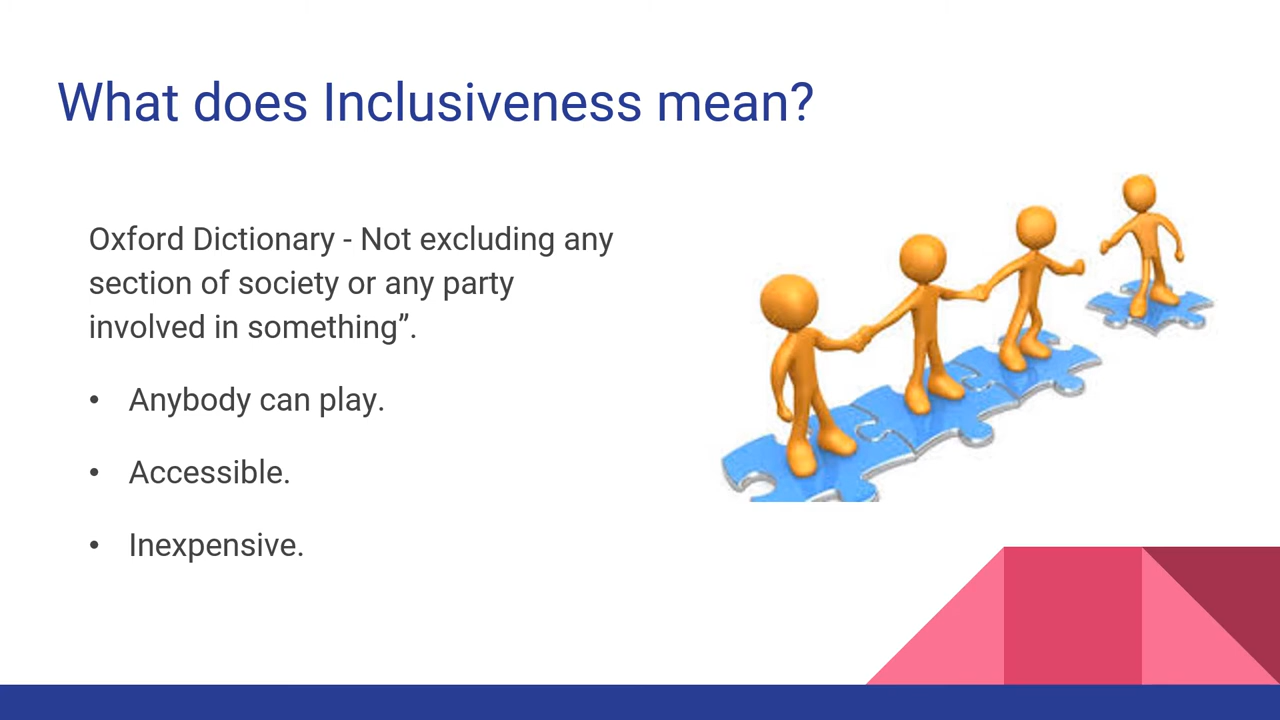 What does Inclusiveness mean?
Oxford Dictionary - Not excluding any
section of society or any party
involved in something”.
• Anybody can play.
• Accessible.
• Inexpensive.